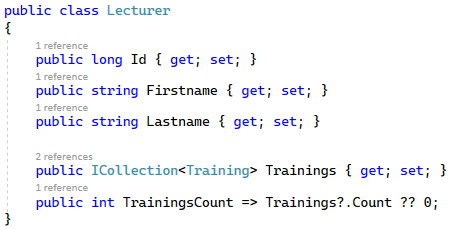 public class Lecturer
{
1 reference
public long Id { get; set; }
1 reference
public string Firstname { get; set; }
1 reference
public string Lastname { get; set; }
2 references
public ICollection<Training> Trainings { get; set; }
1 reference
public int TrainingsCount => Trainings?.Count ?? 0;
}